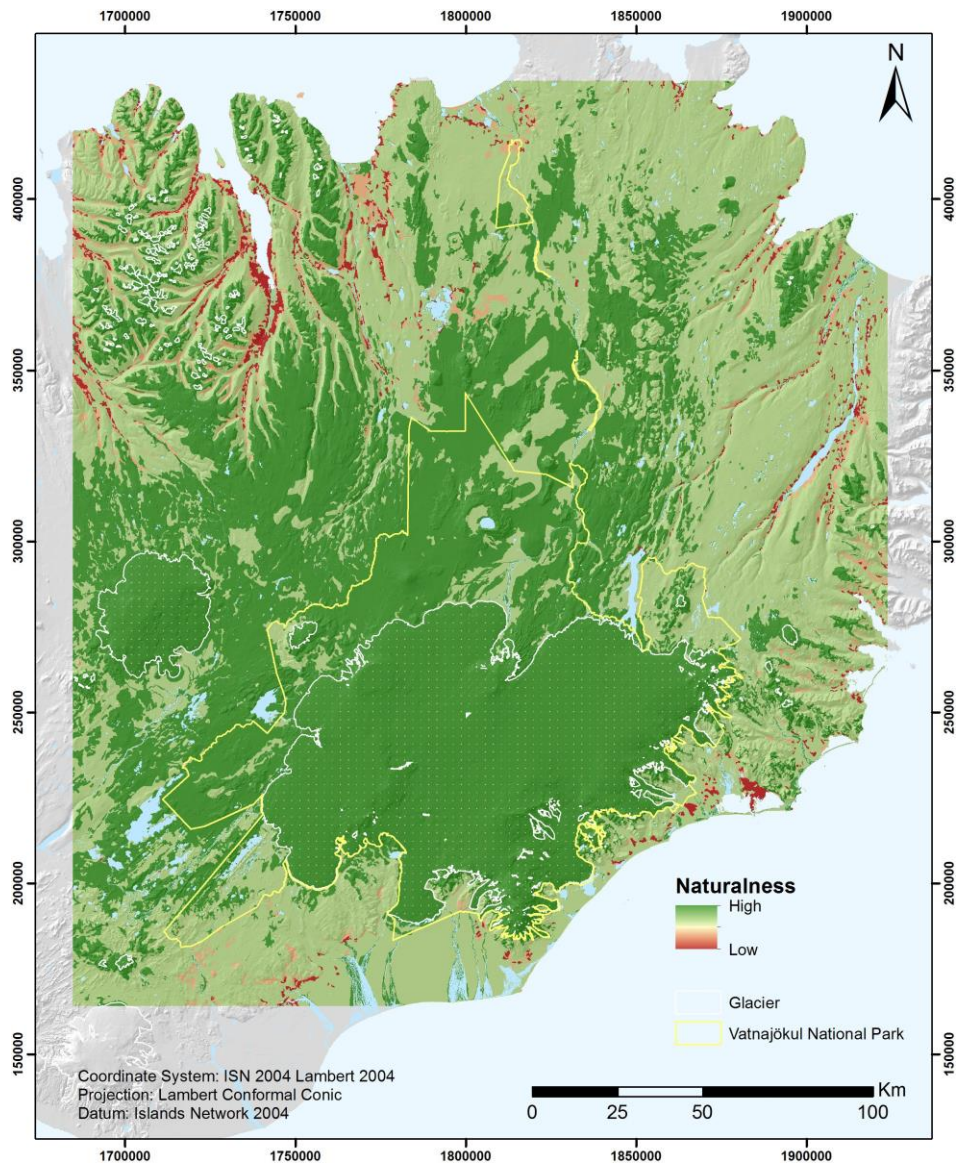 1700000 1750000 1800000 1850000 1900000
N
400000 400000
350000 350000
300000 300000
250000 250000
200000 200000
150000 150000
Naturalness
High
Low
Glacier
Vatnajökul National Park
Coordinate System: ISN 2004 Lambert 2004
Projection: Lambert Conformal Conic
Datum: Islands Network 2004
Km
0 25 50 100
1700000 1750000 1800000 1850000 1900000